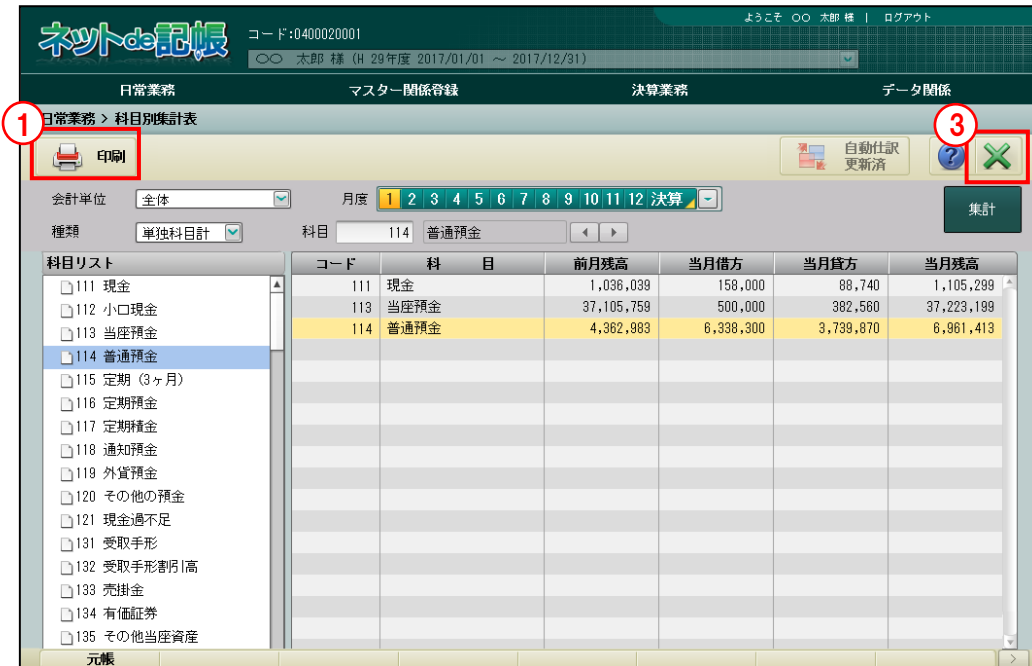 ようこそ 〇〇 太郎 様 | ログアウト
ネットde記帳
コード:0400020001
〇〇 太郎 様 (H 29年度 2017/01/01 ～ 2017/12/31)
日常業務 マスター関係登録 決算業務 データ関係
日常業務 > 科目別集計表
1 印刷 自動仕訳 更新済 ? 3
会計単位 全体 月度 1 2 3 4 5 6 7 8 9 10 11 12 決算 集計
種類 単独科目計 科目 114 普通預金
科目リスト コード 科 目 前月残高 当月借方 当月貸方 当月残高
111 現金 111 現金 1,036,039 158,000 88,740 1,105,299
112 小口現金 113 当座預金 37,105,759 500,000 382,560 37,223,199
113 当座預金 114 普通預金 4,362,983 6,338,300 3,739,870 6,961,413
114 普通預金
115 定期 (3ヶ月)
116 定期預金
117 定期積金
118 通知預金
119 外貨預金
120 その他の預金
121 現金過不足
131 受取手形
132 受取手形割引高
133 売掛金
134 有価証券
135 その他当座資産
元帳